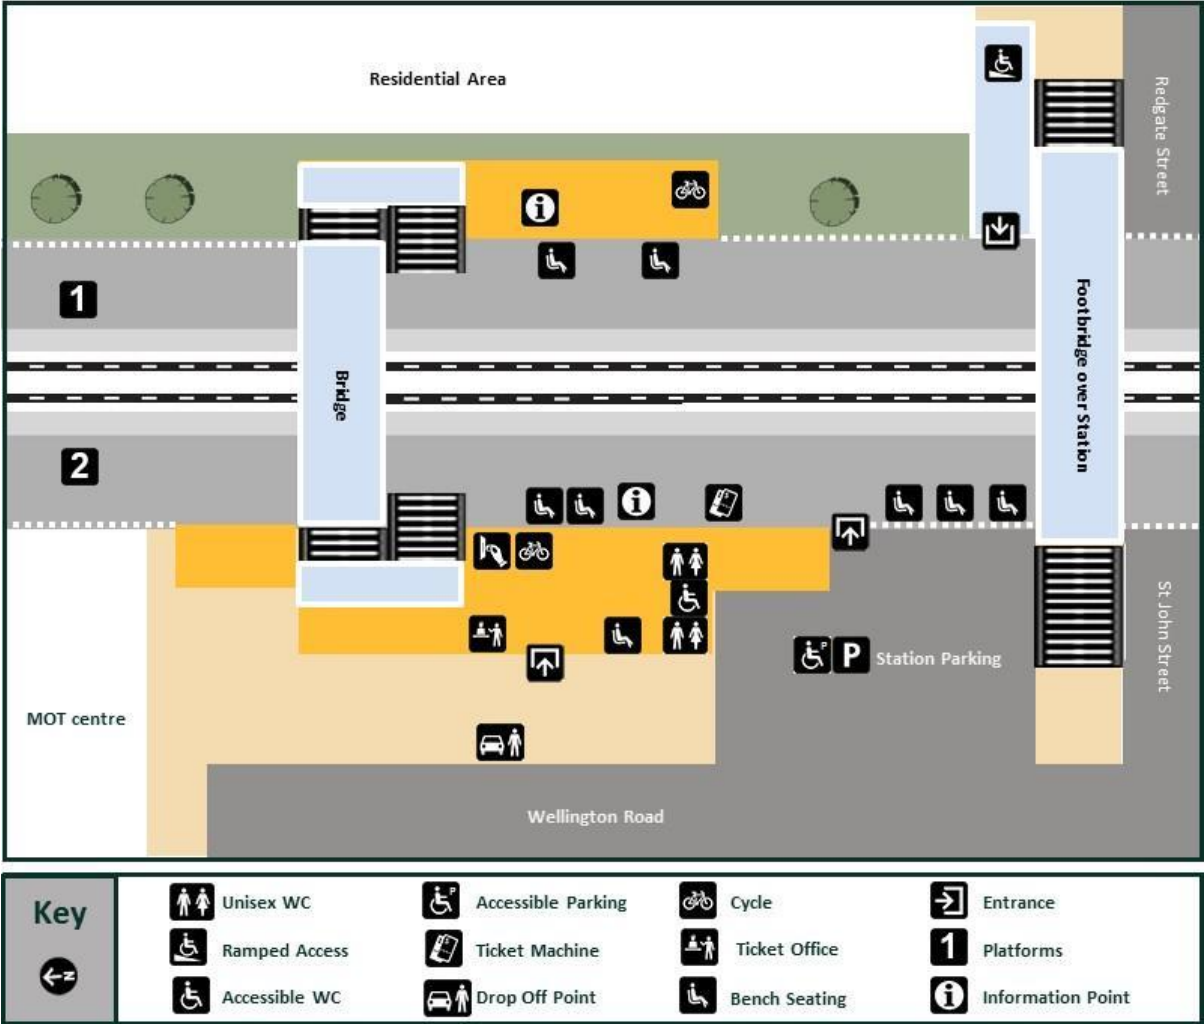 Residential Area
Redgate Street
1
Footbridge over Station
Bridge
2
P
P Station Parking
St John Street
MOT centre
Wellington Road
Key
N
Unisex WC
P Accessible Parking
Cycle
Entrance
Ramped Access
Ticket Machine
Ticket Office
1 Platforms
Accessible WC
Drop Off Point
Bench Seating
i Information Point